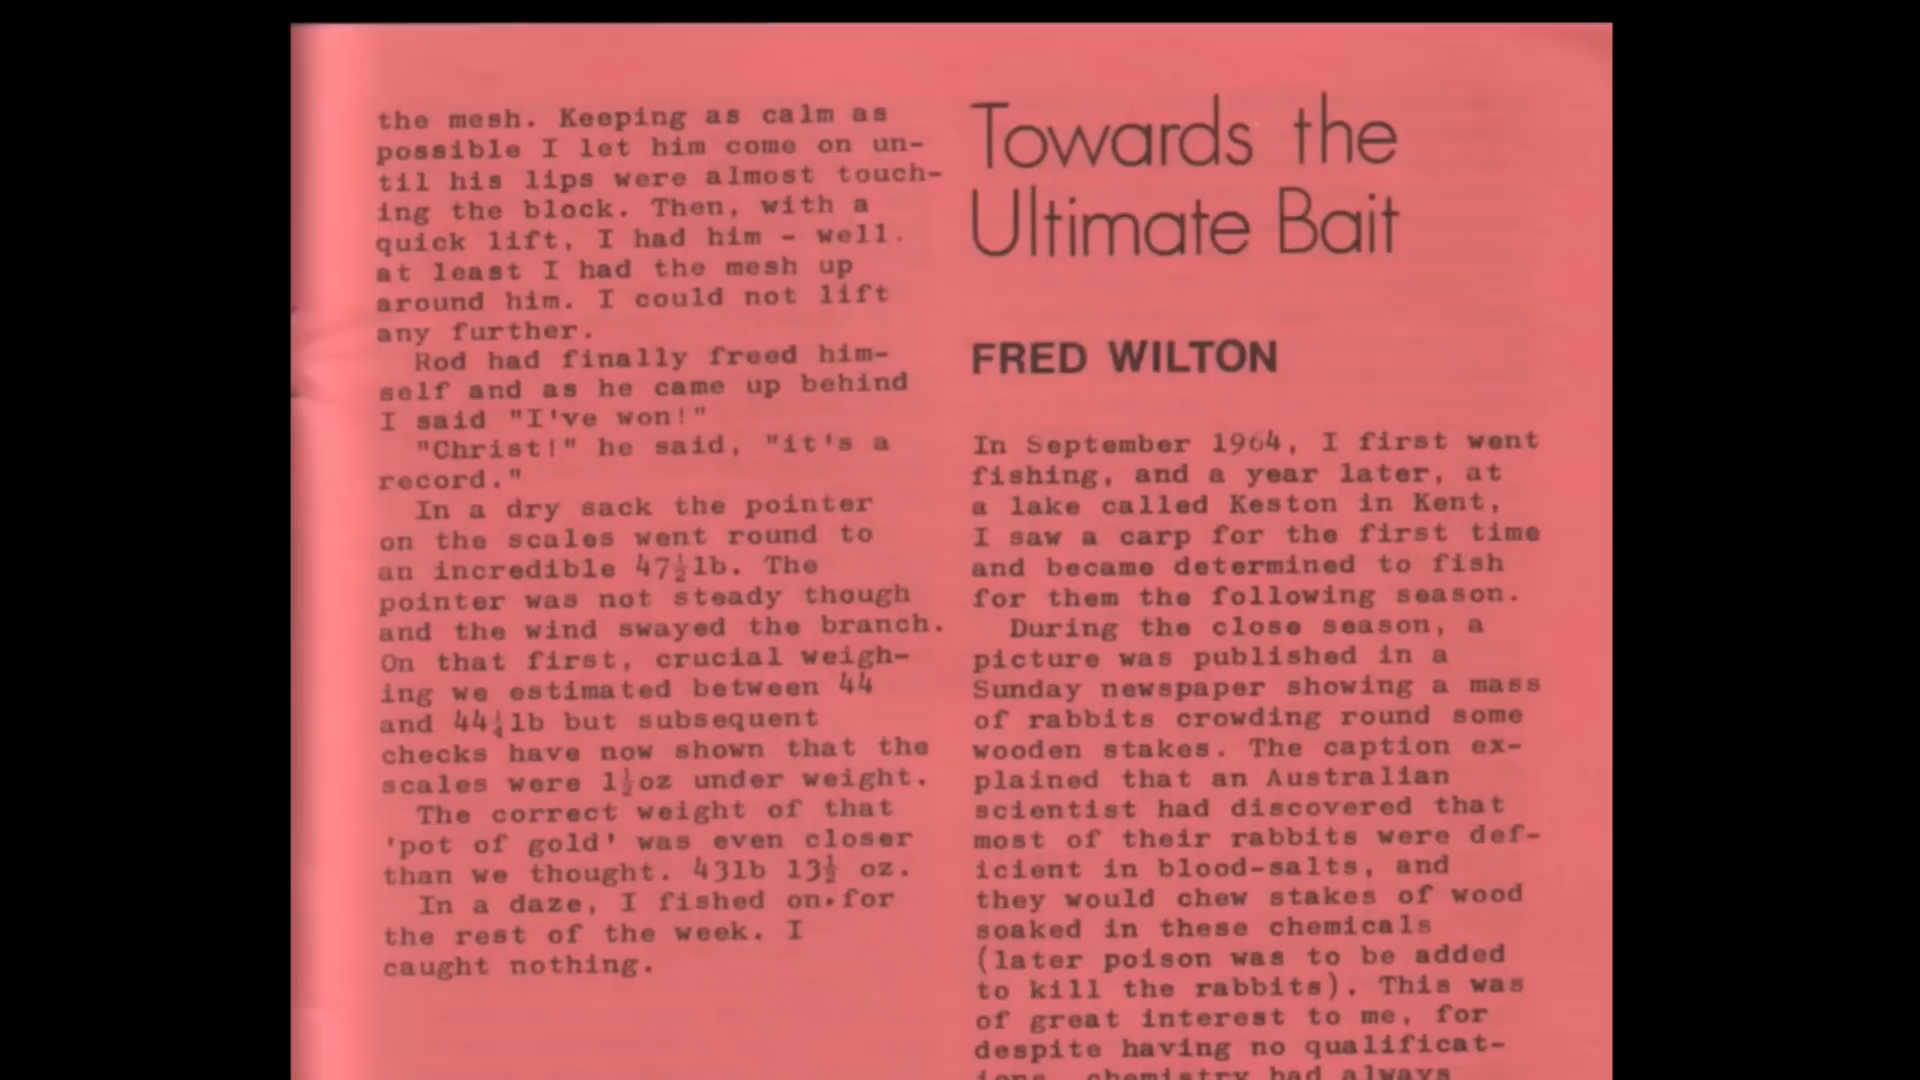 the mesh. Keeping as calm as
possible I let him come on un-
til his lips were almost touch-
ing the block. Then, with a
quick lift, I had him - well.
at least I had the mesh up
around him. I could not lift
any further.
Rod had finally freed him-
self and as he came up behind
I said "I've won!"
"Christ!" he said, "it's a
record."
In a dry sack the pointer
on the scales went round to
an incredible 47½lb. The
pointer was not steady though
and the wind swayed the branch.
On that first, crucial weigh-
ing we estimated between 44
and 44¼lb but subsequent
checks have now shown that the
scales were 1½oz under weight.
The correct weight of that
'pot of gold' was even closer
than we thought. 43lb 13½ oz.
In a daze, I fished on for
the rest of the week. I
caught nothing.
Towards the
Ultimate Bait
FRED WILTON
In September 1964, I first went
fishing, and a year later, at
a lake called Keston in Kent,
I saw a carp for the first time
and became determined to fish
for them the following season.
During the close season, a
picture was published in a
Sunday newspaper showing a mass
of rabbits crowding round some
wooden stakes. The caption ex-
plained that an Australian
scientist had discovered that
most of their rabbits were def-
icient in blood-salts, and
they would chew stakes of wood
soaked in these chemicals
(later poison was to be added
to kill the rabbits). This was
of great interest to me, for
despite having no qualificat-
ions, chemistry had always